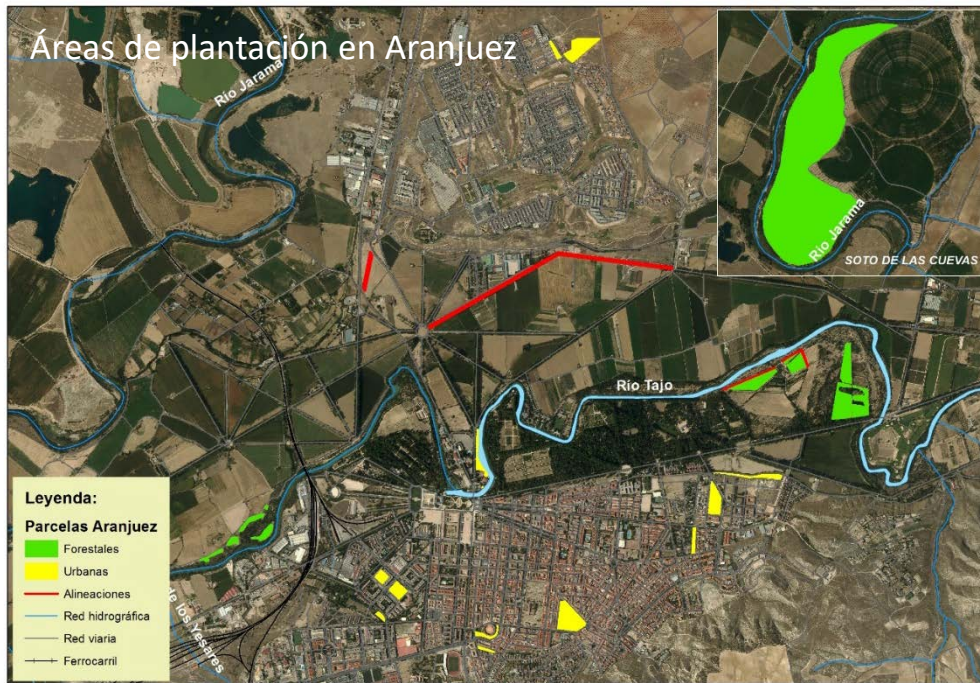 Áreas de plantación en Aranjuez
Río Jarama
Río Jarama
SOTO DE LAS CUEVAS
Río Tajo
Leyenda:
Parcelas Aranjuez
Forestales
Urbanas
Alineaciones
Red hidrográfica
Red viaria
Ferrocarril
de los Yesares